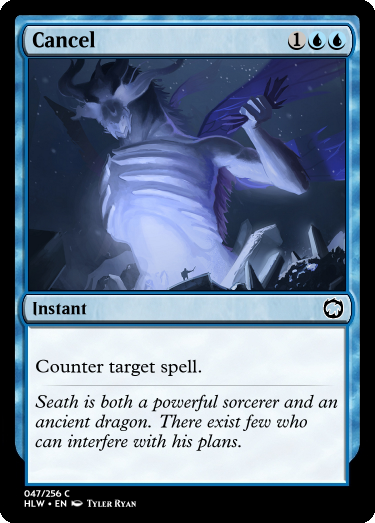 Cancel 1
Instant
Counter target spell.
Seath is both a powerful sorcerer and an
ancient dragon. There exist few who
can interfere with his plans.
047/256 C
HLW • EN Tyler Ryan